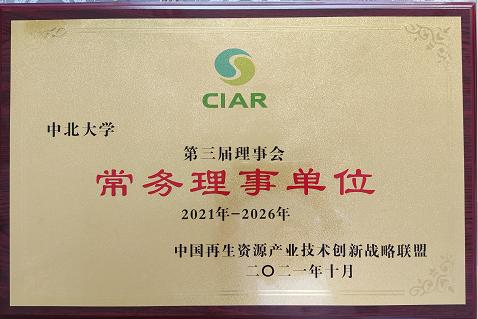 CIAR
中北大学
第三届理事会
常务理事单位
2021年-2026年
中国再生资源产业技术创新战略联盟
二〇二一年十月